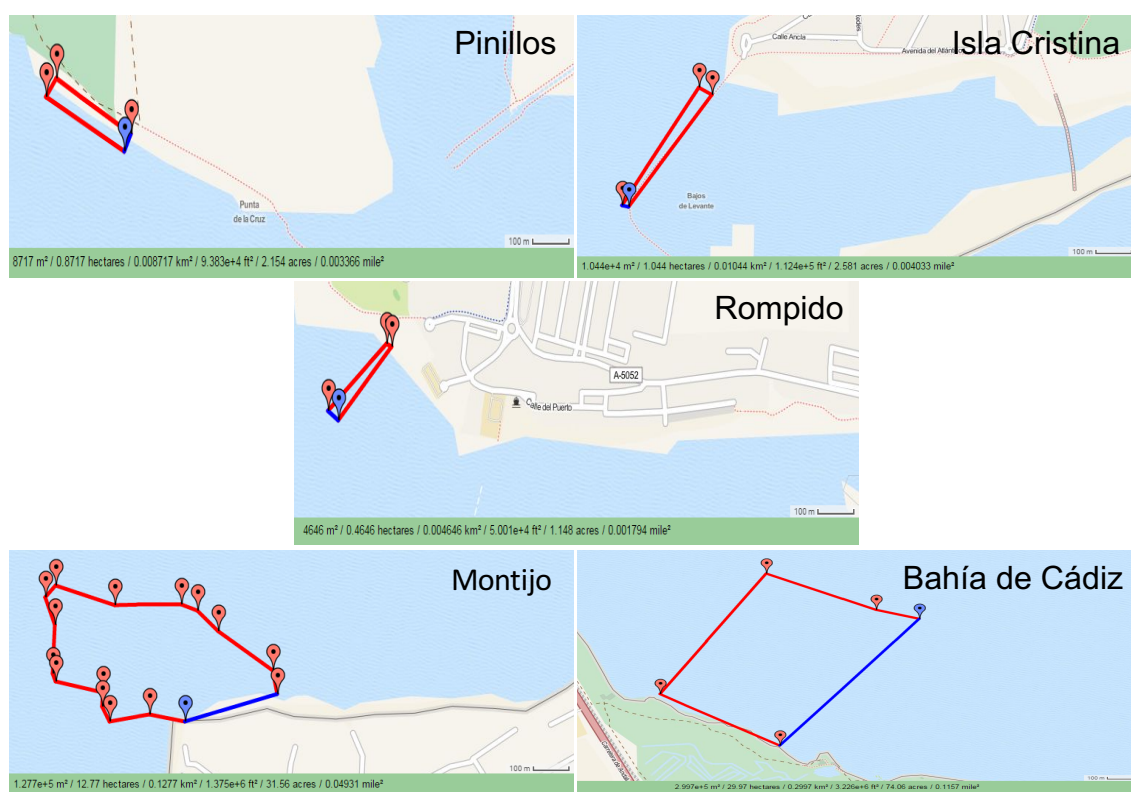 Pinillos
Punta
de la Cruz
100 m
8717 m² / 0.8717 hectares / 0.008717 km² / 9.383e+4 ft² / 2.154 acres / 0.003366 mile²
Isla Cristina
Calle Ancla
Avenida del Atlántico
Bajos
de Levante
100 m
1.044e+4 m² / 1.044 hectares / 0.01044 km² / 1.124e+5 ft² / 2.581 acres / 0.004033 mile²
Rompido
A-5052
Calle del Puerto
100 m
4646 m² / 0.4646 hectares / 0.004646 km² / 5.001e+4 ft² / 1.148 acres / 0.001794 mile²
Montijo
100 m
1.277e+5 m² / 12.77 hectares / 0.1277 km² / 1.375e+6 ft² / 31.56 acres / 0.04931 mile²
Bahía de Cádiz
Carretera de
100 m
2.997e+5 m² / 29.97 hectares / 0.2997 km² / 3.226e+6 ft² / 74.06 acres / 0.1157 mile²